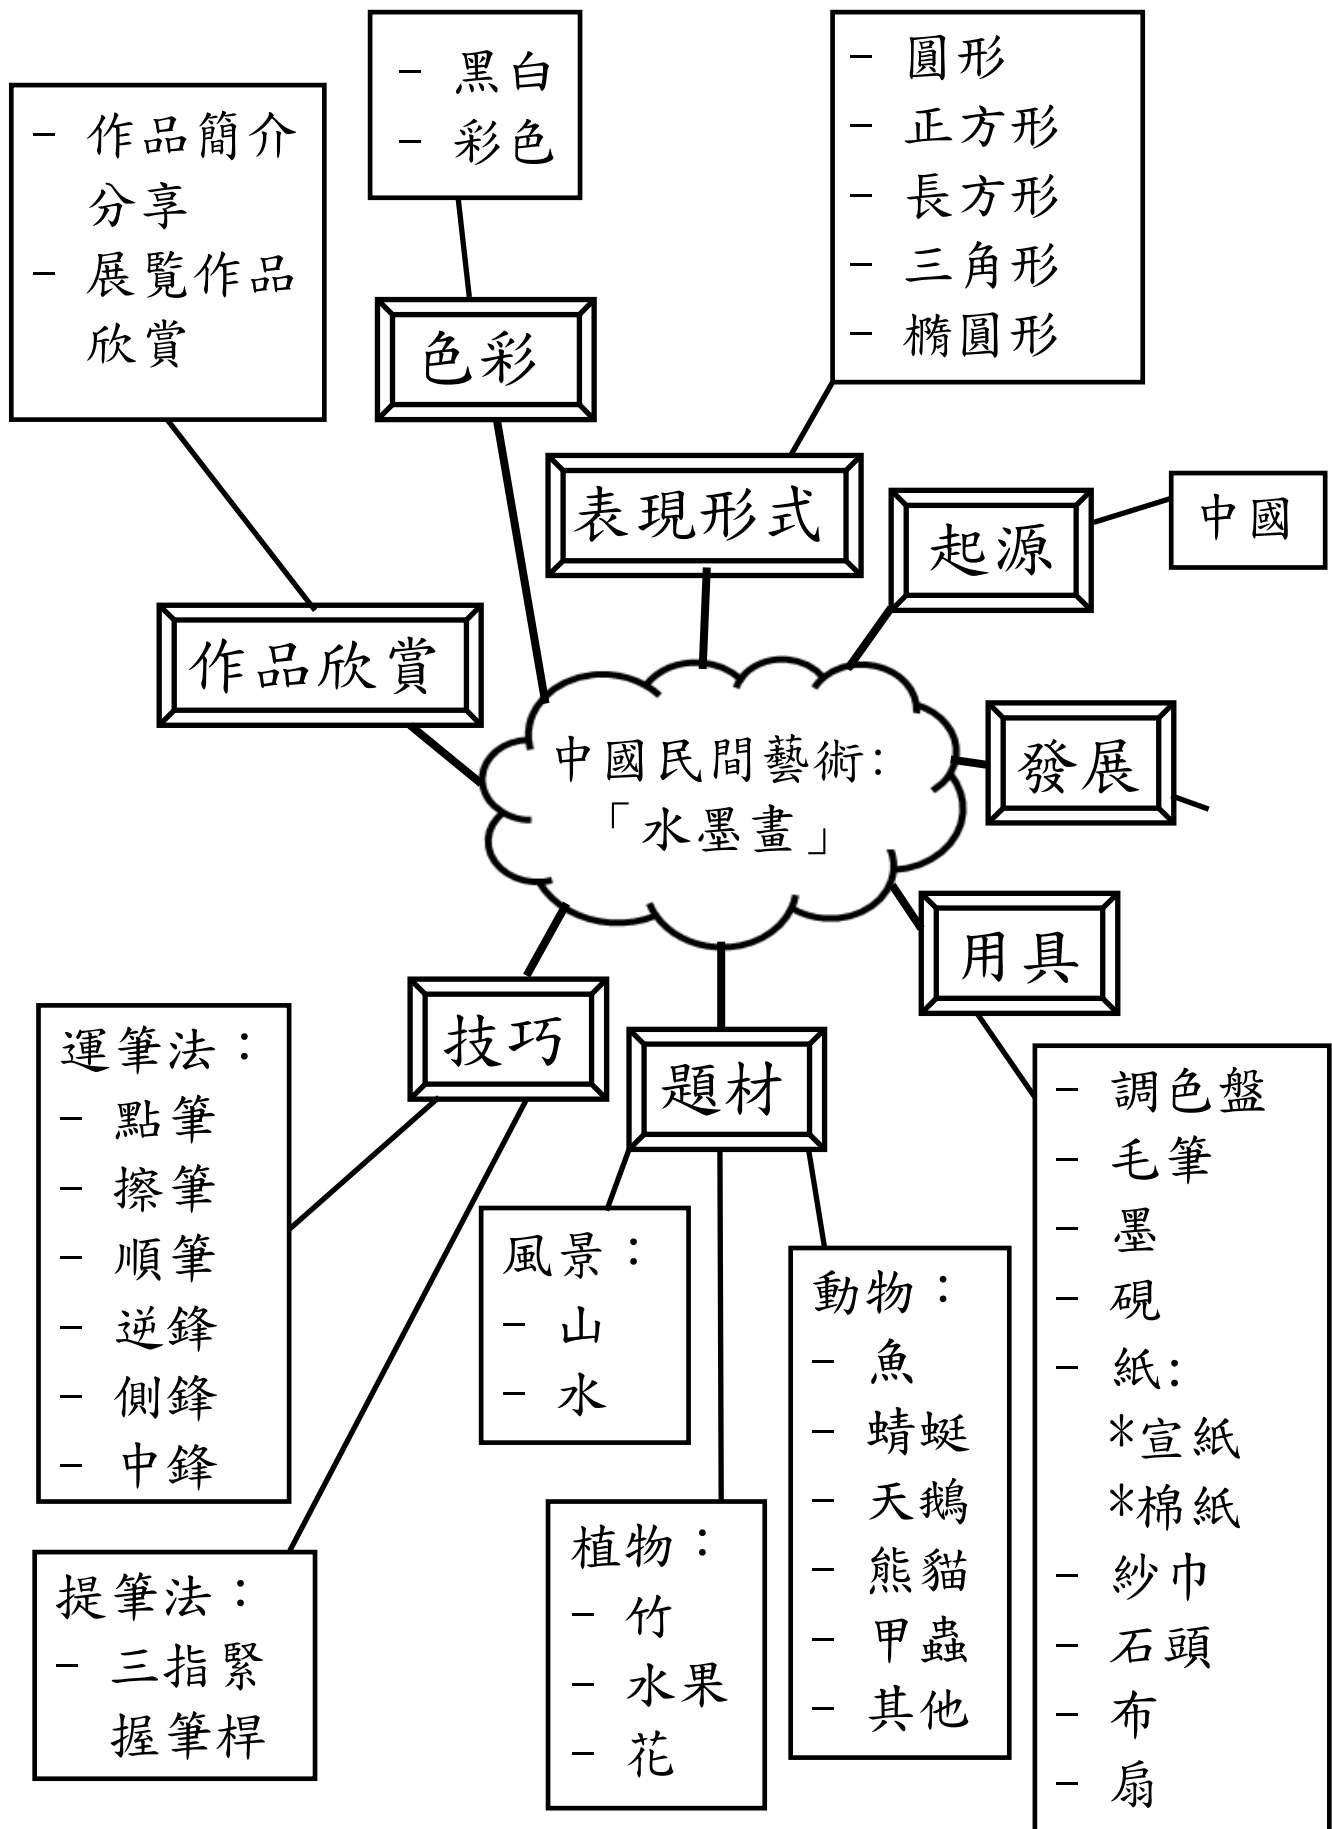 - 黑白
- 彩色
- 圓形
- 正方形
- 長方形
- 三角形
- 橢圓形
- 作品簡介
分享
- 展覽作品
欣賞
色彩
表現形式
起源
中國
作品欣賞
中國民間藝術:
「水墨畫」
發展
用具
技巧
題材
運筆法：
- 點筆
- 擦筆
- 順筆
- 逆鋒
- 側鋒
- 中鋒
提筆法：
- 三指緊
握筆桿
風景：
- 山
- 水
植物：
- 竹
- 水果
- 花
動物：
- 魚
- 蜻蜓
- 天鵝
- 熊貓
- 甲蟲
- 其他
- 調色盤
- 毛筆
- 墨
- 硯
- 紙:
*宣紙
*棉紙
- 紗巾
- 石頭
- 布
- 扇